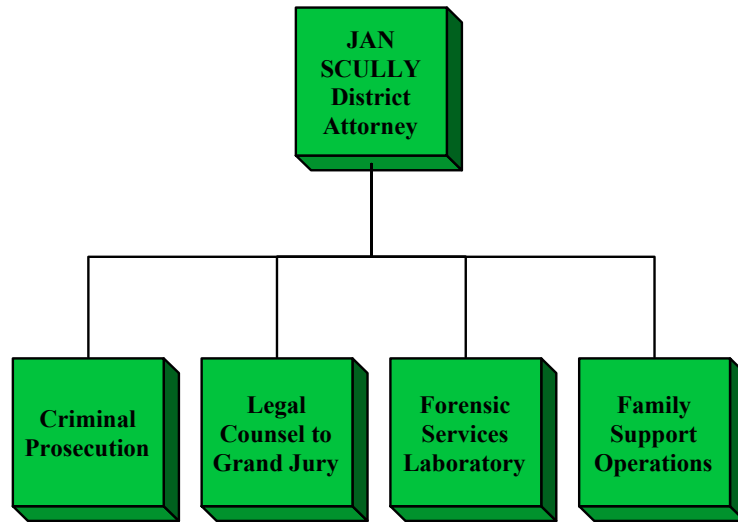 JAN
SCULLY
District
Attorney
Criminal
Prosecution
Legal
Counsel to
Grand Jury
Forensic
Services
Laboratory
Family
Support
Operations